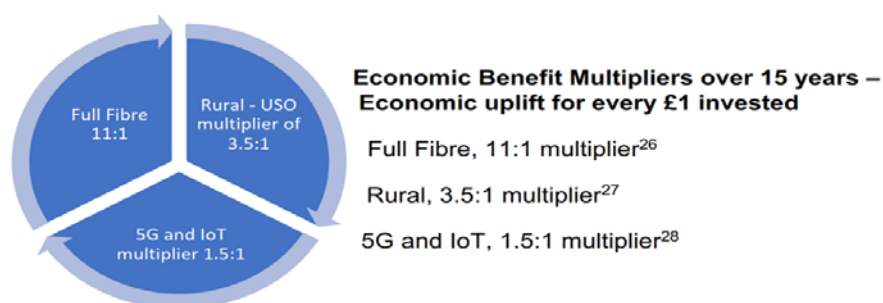 Full Fibre
11:1
Rural - USO
multiplier of
3.5:1
5G and IoT
multiplier 1.5:1
Economic Benefit Multipliers over 15 years –
Economic uplift for every £1 invested
Full Fibre, 11:1 multiplier²⁶
Rural, 3.5:1 multiplier²⁷
5G and IoT, 1.5:1 multiplier²⁸